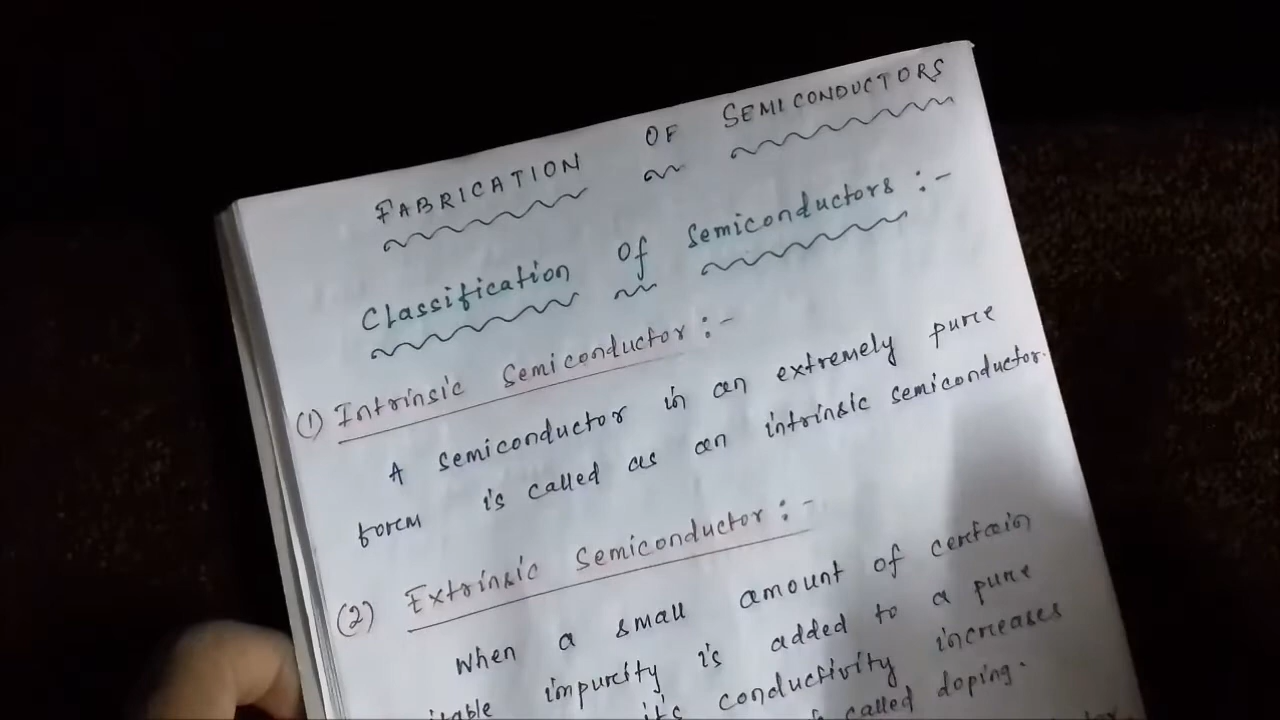 FABRICATION OF SEMICONDUCTORS
Classification Of Semiconductors :-
(1) Intrinsic Semiconductor :-
A semiconductor in an extremely pure
form is called as an intrinsic semiconductor.
(2) Extrinsic Semiconductor :-
When a small amount of certain
impurity is added to a pure
its conductivity increases
called doping.